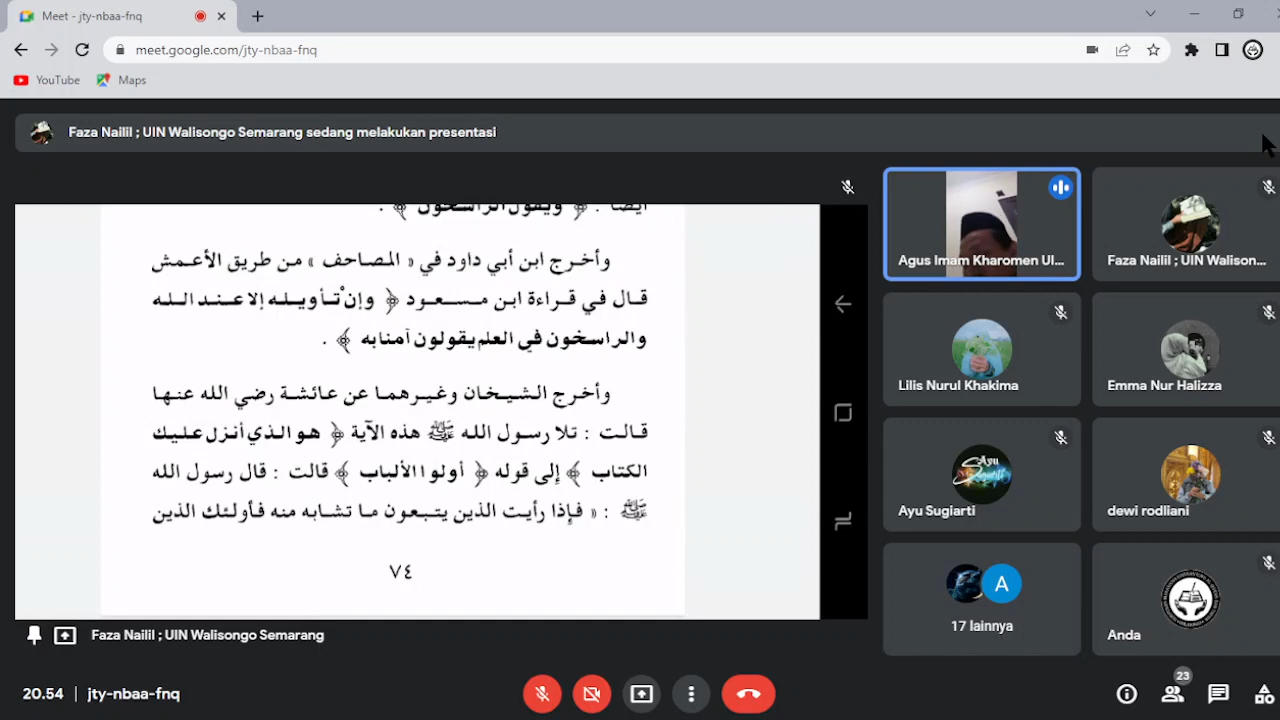 Meet - jty-nbaa-fnq
meet.google.com/jty-nbaa-fnq
YouTube
Maps
Faza Nailil ; UIN Walisongo Semarang sedang melakukan presentasi
أيضا : ﴿ ويقول الراسخون ﴾ .
وأخرج ابن أبي داود في « المصاحف » من طريق الأعمش
قال في قراءة ابن مسعود ﴿ وإن تأويله إلا عند الله
والراسخون في العلم يقولون آمنا به ﴾ .
وأخرج الشيخان وغيرهما عن عائشة رضي الله عنها
قالت : تلا رسول الله ﷺ هذه الآية ﴿ هو الذي أنزل عليك
الكتاب ﴾ إلى قوله ﴿ أولوا الألباب ﴾ قالت : قال رسول الله
ﷺ : « فإذا رأيت الذين يتبعون ما تشابه منه فأولئك الذين
٧٤
Agus Imam Kharomen UI...
Faza Nailil ; UIN Walison...
Lilis Nurul Khakima
Emma Nur Halizza
Ayu Sugiarti
dewi rodliani
A
17 lainnya
Anda
Faza Nailil ; UIN Walisongo Semarang
20.54
jty-nbaa-fnq
23